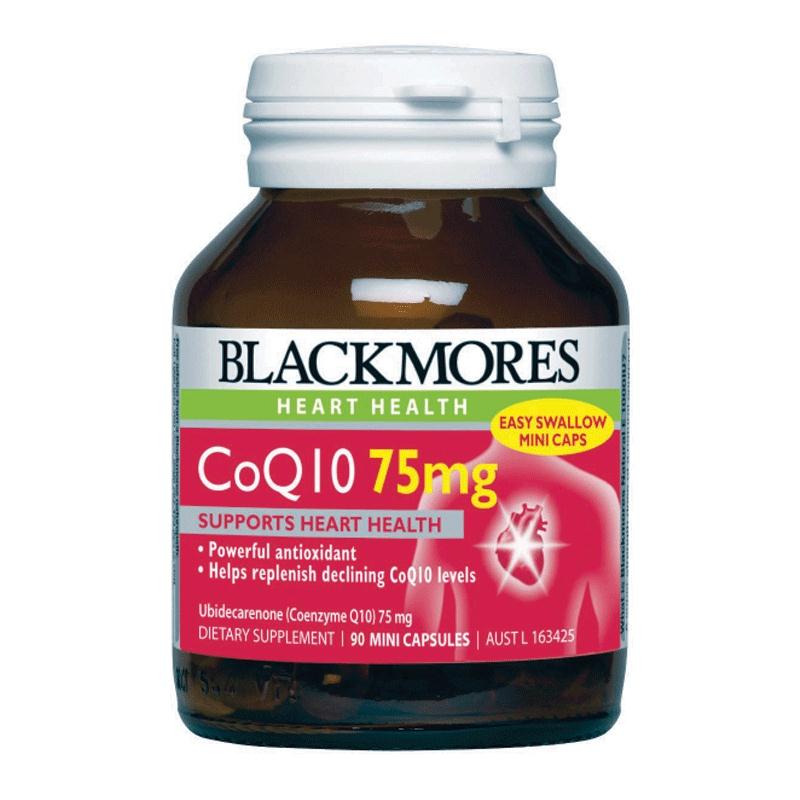 BLACKMORES
HEART HEALTH
EASY SWALLOW
MINI CAPS
CoQ10 75mg
SUPPORTS HEART HEALTH
• Powerful antioxidant
• Helps replenish declining CoQ10 levels
Ubidecarenone (Coenzyme Q10) 75 mg
DIETARY SUPPLEMENT | 90 MINI CAPSULES | AUST L 163425